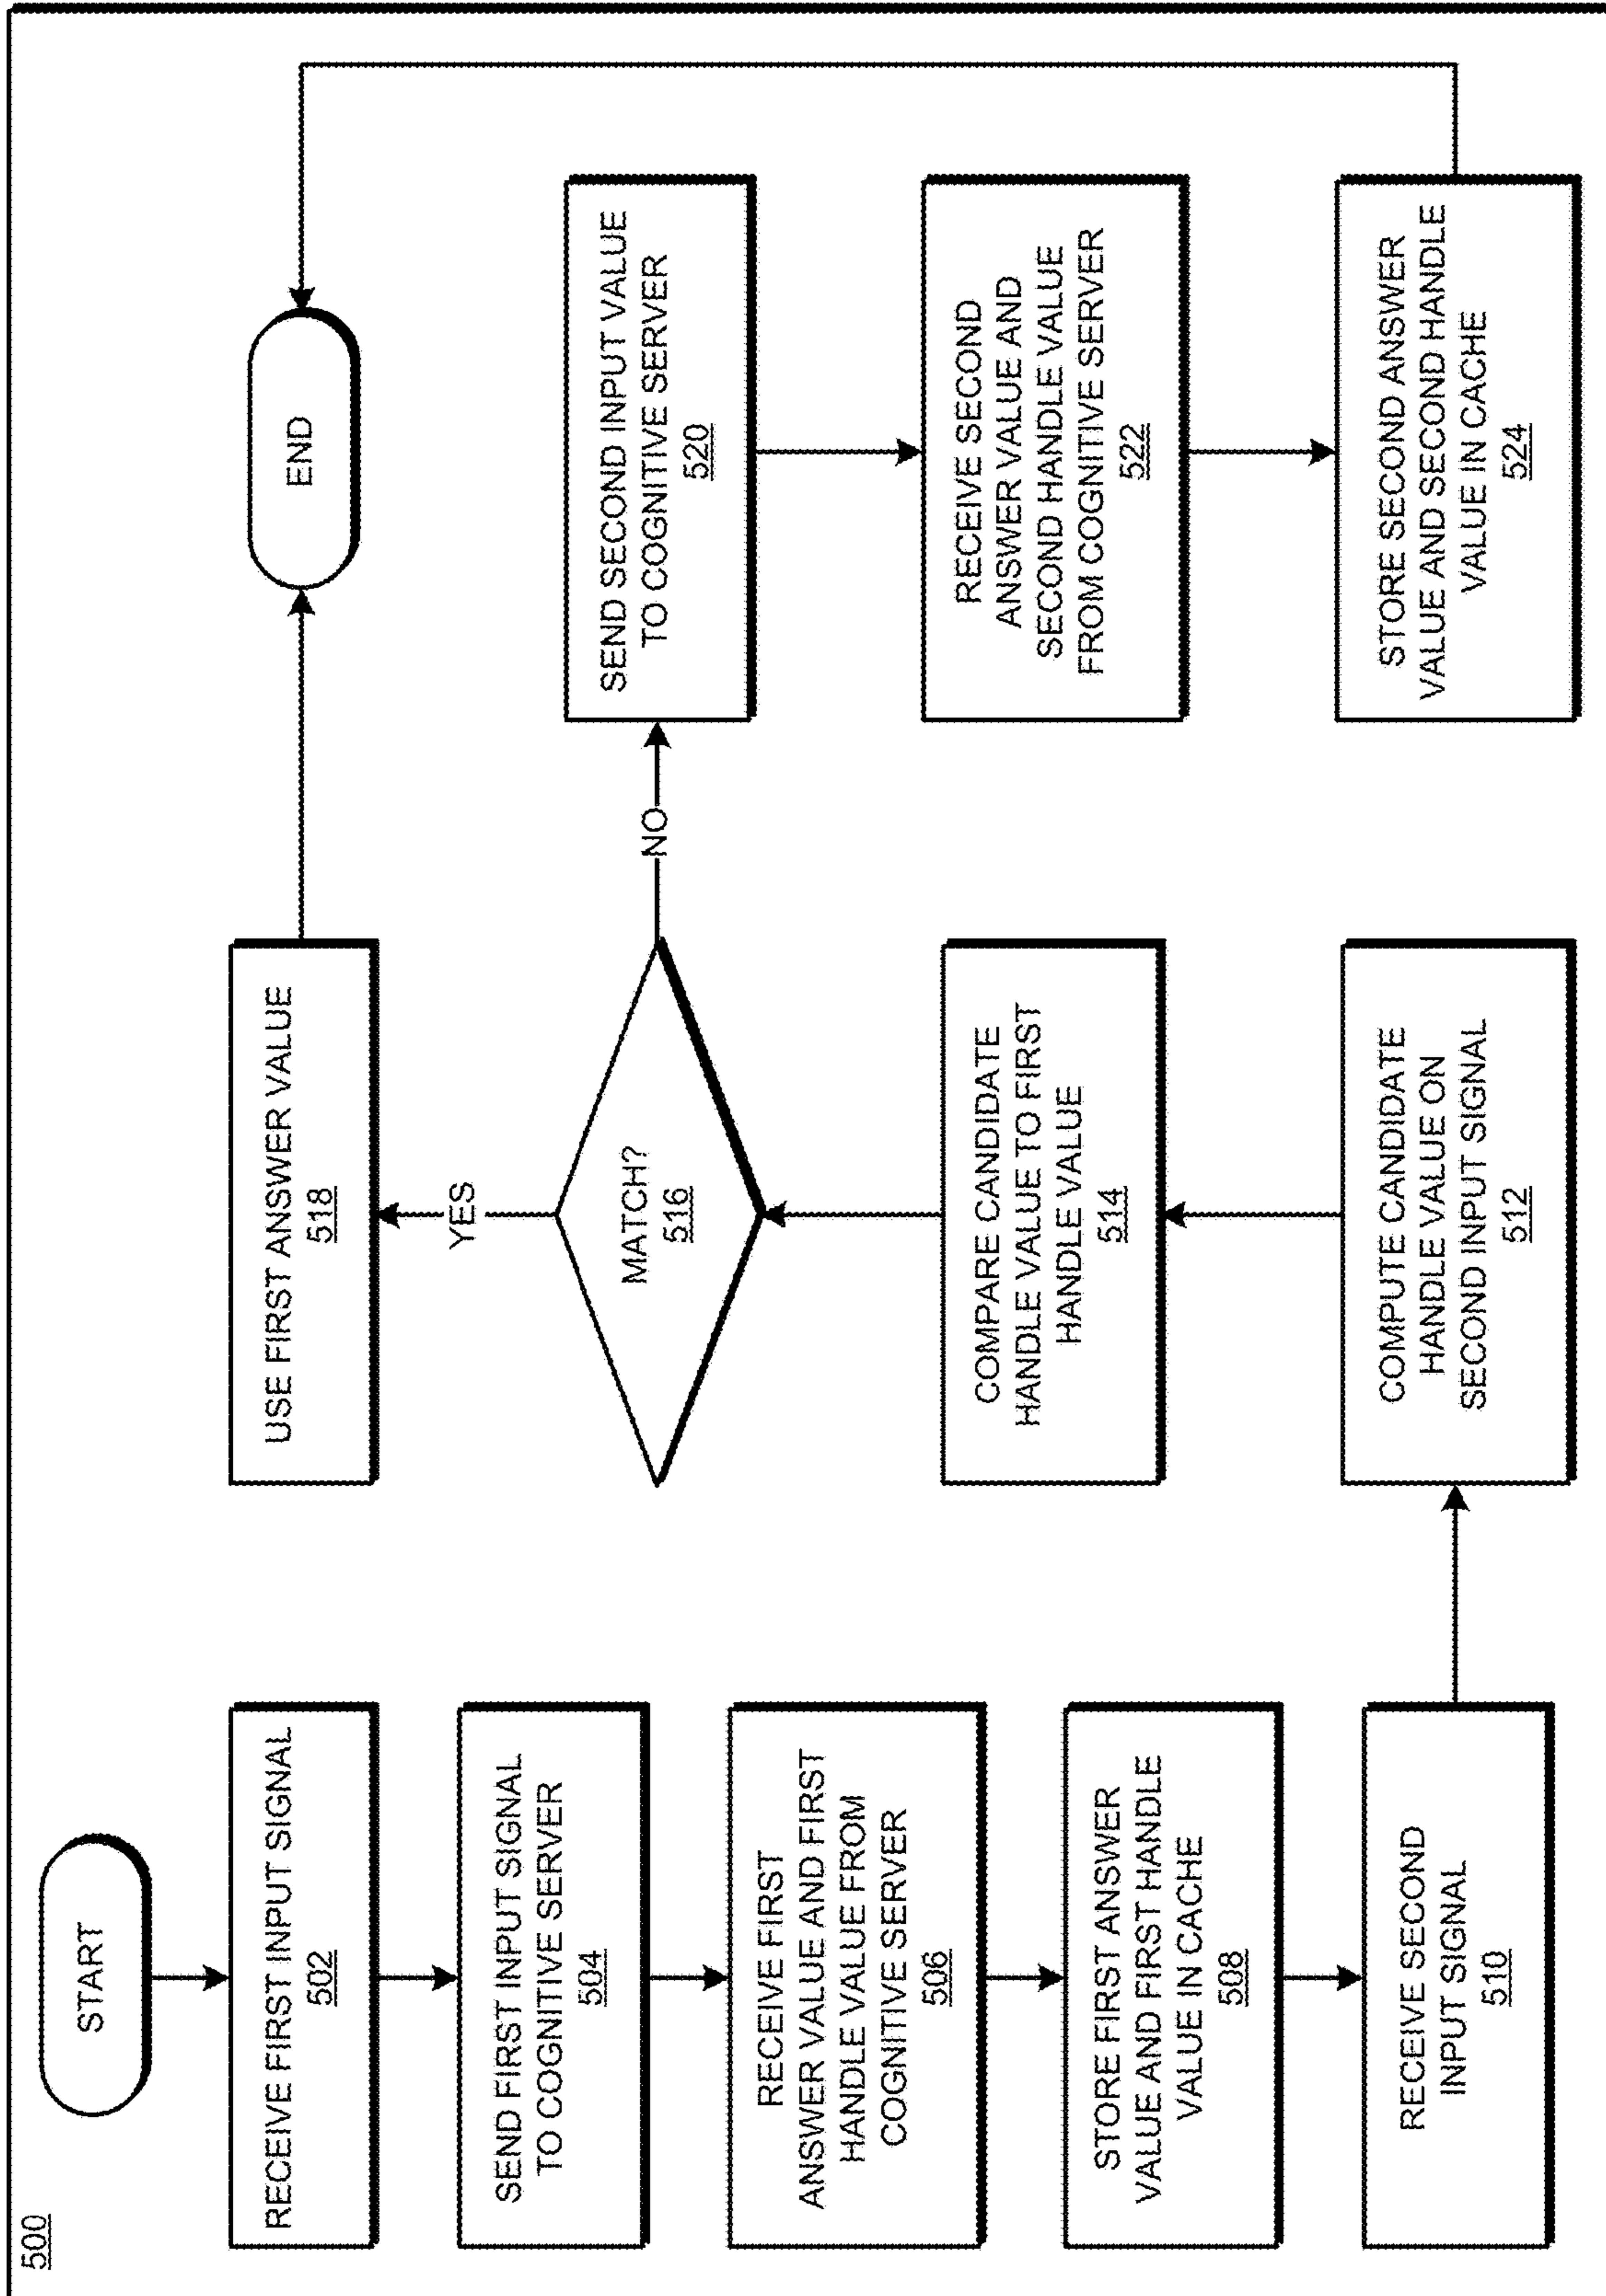 500
START
RECEIVE FIRST INPUT SIGNAL
502
SEND FIRST INPUT SIGNAL
TO COGNITIVE SERVER
504
RECEIVE FIRST
ANSWER VALUE AND FIRST
HANDLE VALUE FROM
COGNITIVE SERVER
506
STORE FIRST ANSWER
VALUE AND FIRST HANDLE
VALUE IN CACHE
508
RECEIVE SECOND
INPUT SIGNAL
510
COMPUTE CANDIDATE
HANDLE VALUE ON
SECOND INPUT SIGNAL
512
COMPARE CANDIDATE
HANDLE VALUE TO FIRST
HANDLE VALUE
514
MATCH?
516
YES
NO
USE FIRST ANSWER VALUE
518
SEND SECOND INPUT VALUE
TO COGNITIVE SERVER
520
RECEIVE SECOND
ANSWER VALUE AND
SECOND HANDLE VALUE
FROM COGNITIVE SERVER
522
STORE SECOND ANSWER
VALUE AND SECOND HANDLE
VALUE IN CACHE
524
END